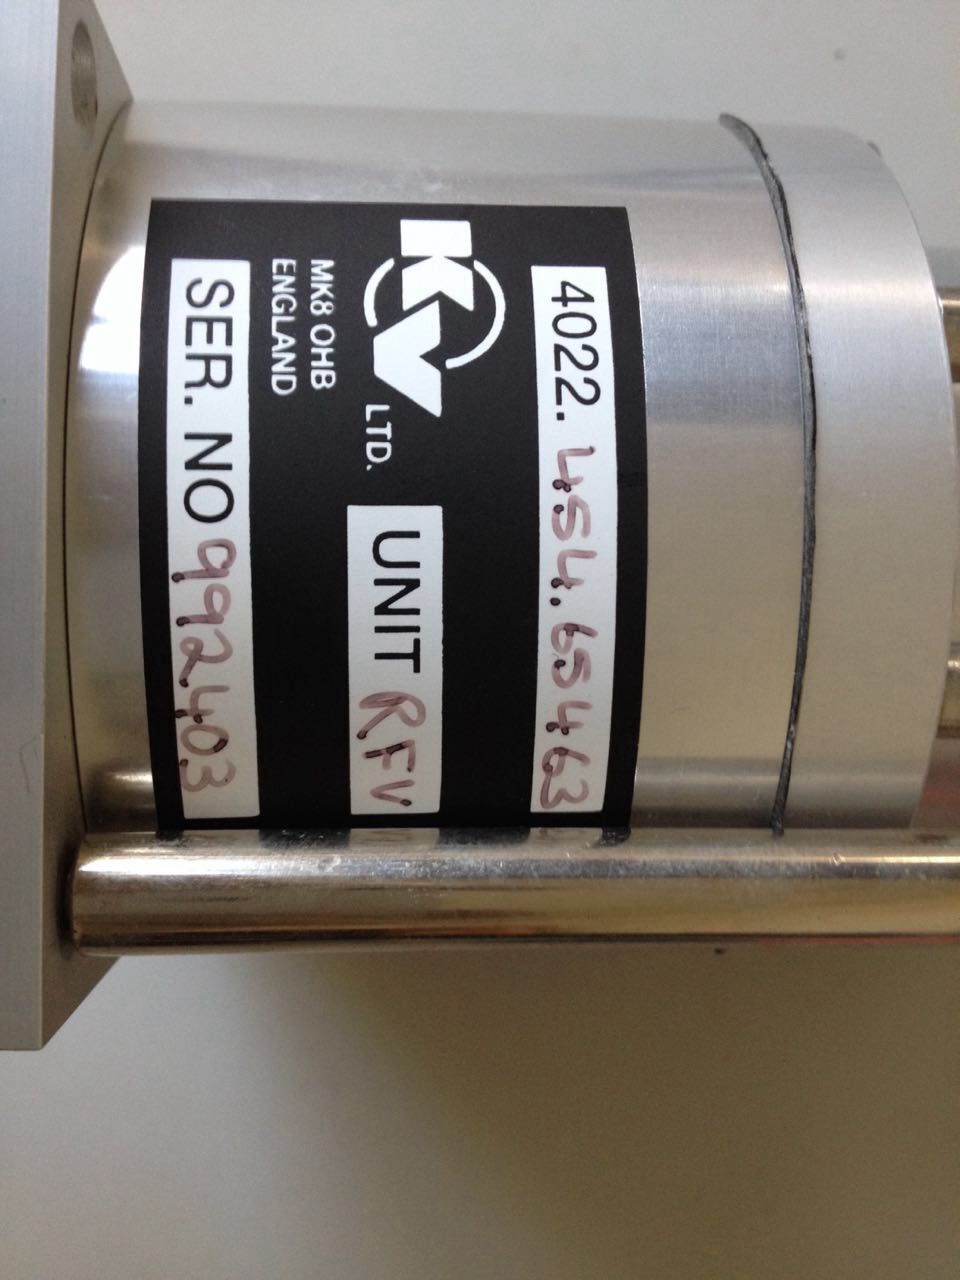 4022. 454.65463
KV LTD.
UNIT RFV
MK8 OHB
ENGLAND
SER. NO 992403